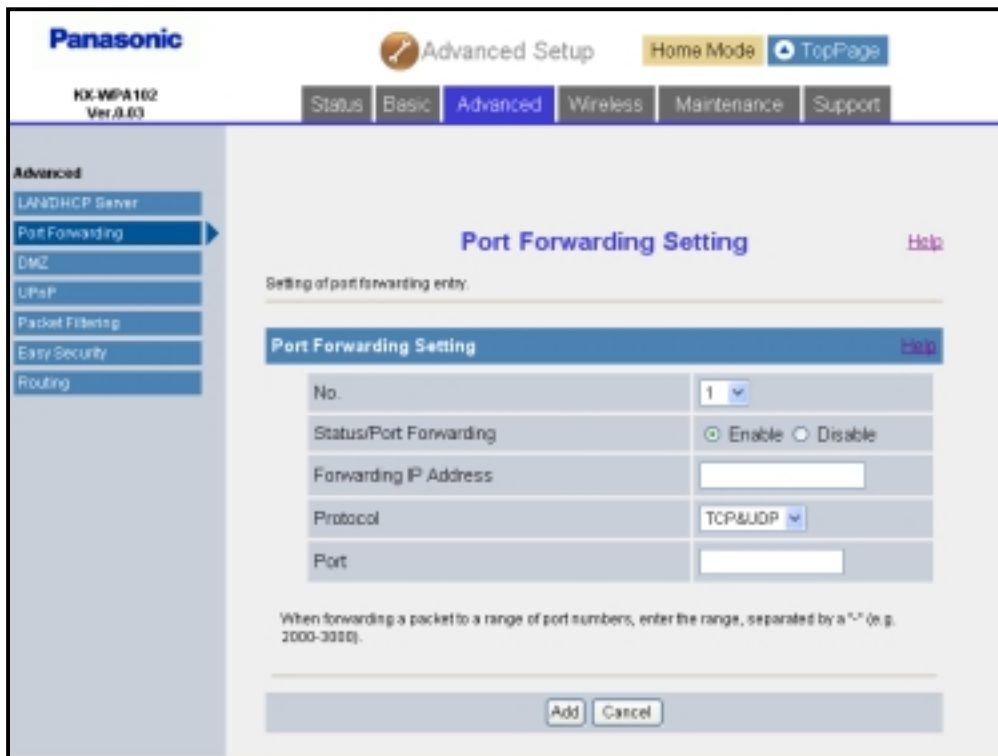 Panasonic
Advanced Setup
Home Mode
TopPage
KX-WPA102
Ver.0.03
Status
Basic
Advanced
Wireless
Maintenance
Support
Advanced
LAN/DHCP Server
Port Forwarding
DMZ
UPnP
Packet Filtering
Easy Security
Routing
Port Forwarding Setting
Help
Setting of port forwarding entry.
Port Forwarding Setting
Help
No.
1
Status/Port Forwarding
Enable
Disable
Forwarding IP Address
Protocol
TCP&UDP
Port
When forwarding a packet to a range of port numbers, enter the range, separated by a "-" (e.g.
2000-3000).
Add
Cancel